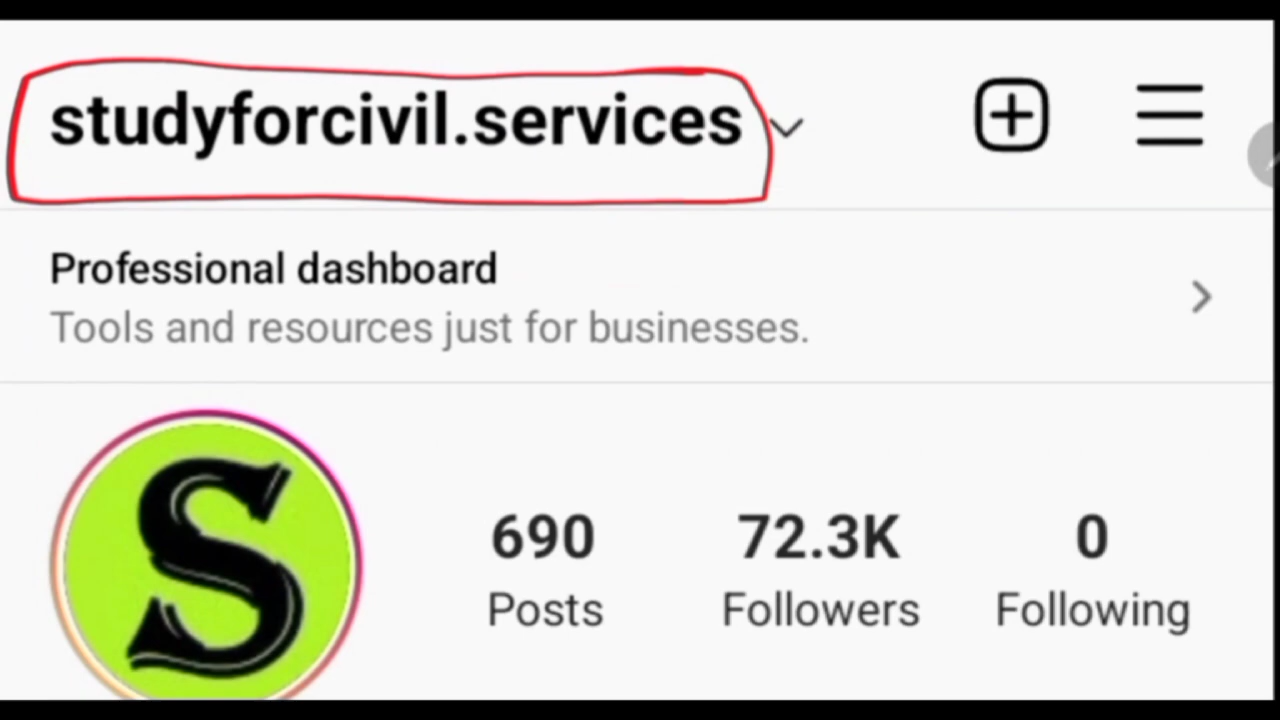 studyforcivil.services
Professional dashboard
Tools and resources just for businesses.
S
690 72.3K 0
Posts Followers Following